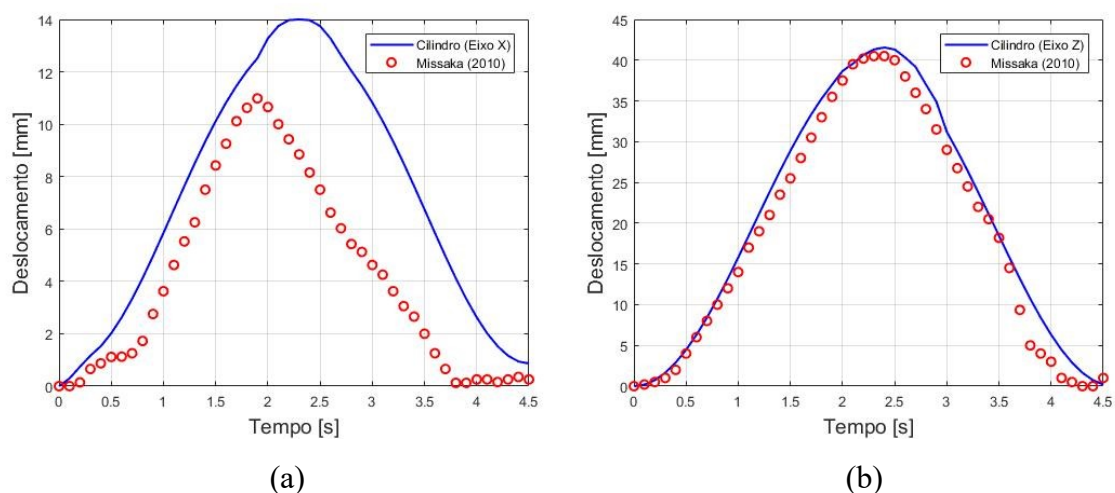 14
12
10
8
6
4
2
0
Deslocamento [mm]
Cilindro (Eixo X)
Missaka (2010)
0 0.5 1 1.5 2 2.5 3 3.5 4 4.5
Tempo [s]
(a)
45
40
35
30
25
20
15
10
5
0
Deslocamento [mm]
Cilindro (Eixo Z)
Missaka (2010)
0 0.5 1 1.5 2 2.5 3 3.5 4 4.5
Tempo [s]
(b)